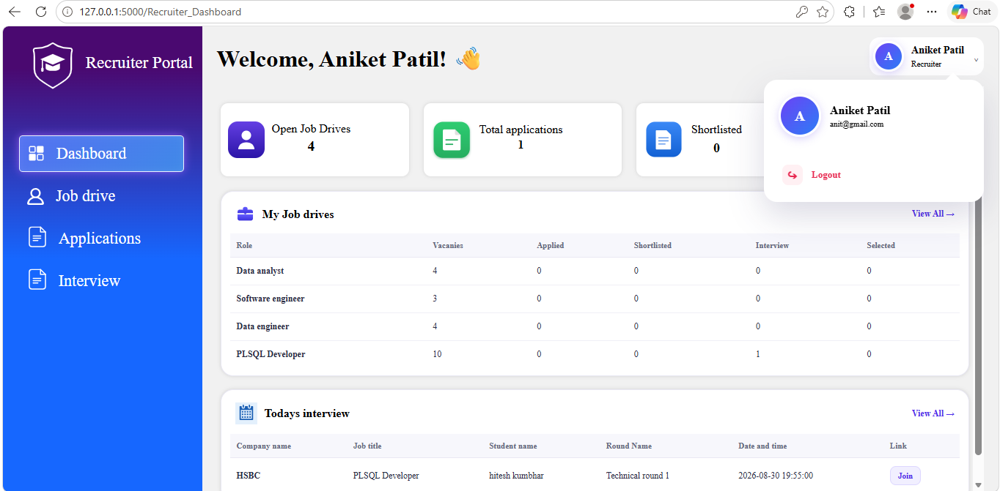 127.0.0.1:5000/Recruiter_Dashboard
Chat
Recruiter Portal
Dashboard
Job drive
Applications
Interview
Welcome, Aniket Patil! 👋
A
Aniket Patil
Recruiter
A
Aniket Patil
anit@gmail.com
Logout
Open Job Drives
4
Total applications
1
Shortlisted
0
My Job drives
View All →
Role Vacanies Applied Shortlisted Interview Selected
Data analyst 4 0 0 0 0
Software engineer 3 0 0 0 0
Data engineer 4 0 0 0 0
PLSQL Developer 10 0 0 1 0
Todays interview
View All →
Company name Job title Student name Round Name Date and time Link
HSBC PLSQL Developer hitesh kumbhar Technical round 1 2026-08-30 19:55:00 Join